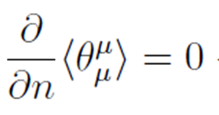 ∂/∂n ⟨θ^μ_μ⟩ = 0